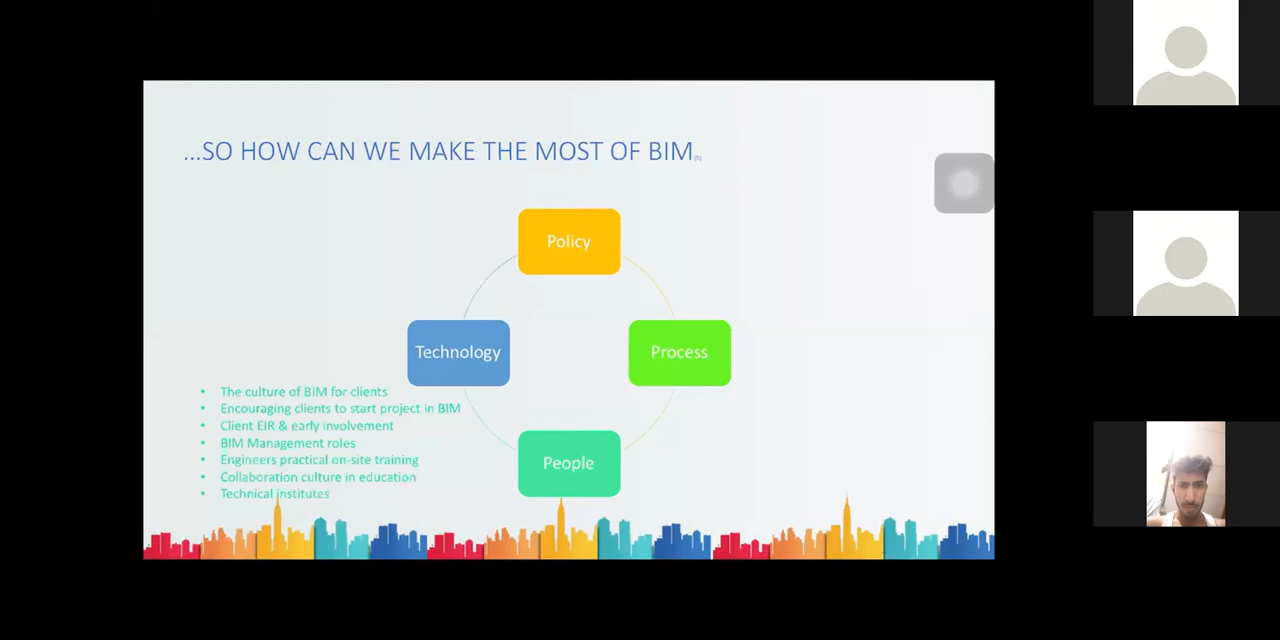 ...SO HOW CAN WE MAKE THE MOST OF BIM
Policy
Technology
Process
• The culture of BIM for clients
• Encouraging clients to start project in BIM
• Client EIR & early involvement
• BIM Management roles
• Engineers practical on-site training
• Collaboration culture in education
• Technical institutes
People